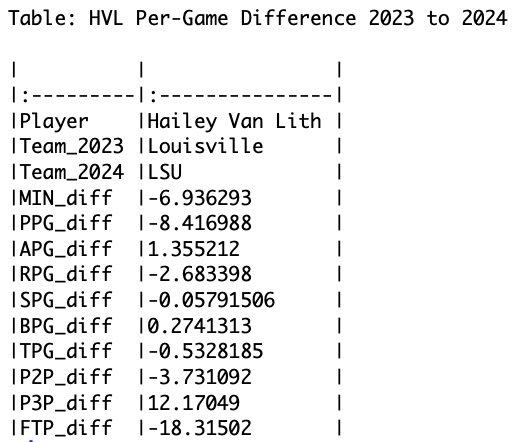 Table: HVL Per-Game Difference 2023 to 2024
|          |                |
|:---------|:---------------|
|Player    |Hailey Van Lith |
|Team_2023 |Louisville      |
|Team_2024 |LSU             |
|MIN_diff  |-6.936293       |
|PPG_diff  |-8.416988       |
|APG_diff  |1.355212        |
|RPG_diff  |-2.683398       |
|SPG_diff  |-0.05791506     |
|BPG_diff  |0.2741313       |
|TPG_diff  |-0.5328185      |
|P2P_diff  |-3.731092       |
|P3P_diff  |12.17049        |
|FTP_diff  |-18.31502       |